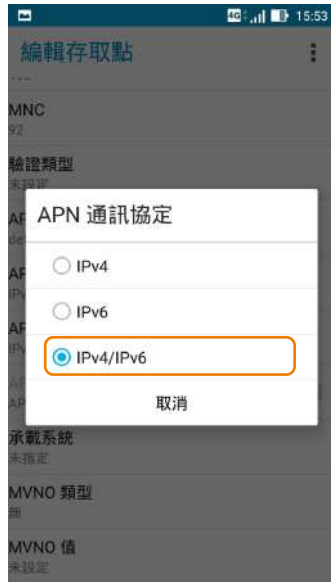 4G 15:53
編輯存取點
MNC
92
驗證類型
未設定
APN 通訊協定
IPv4
IPv6
IPv4/IPv6
取消
承載系統
未指定
MVNO 類型
無
MVNO 值
未設定